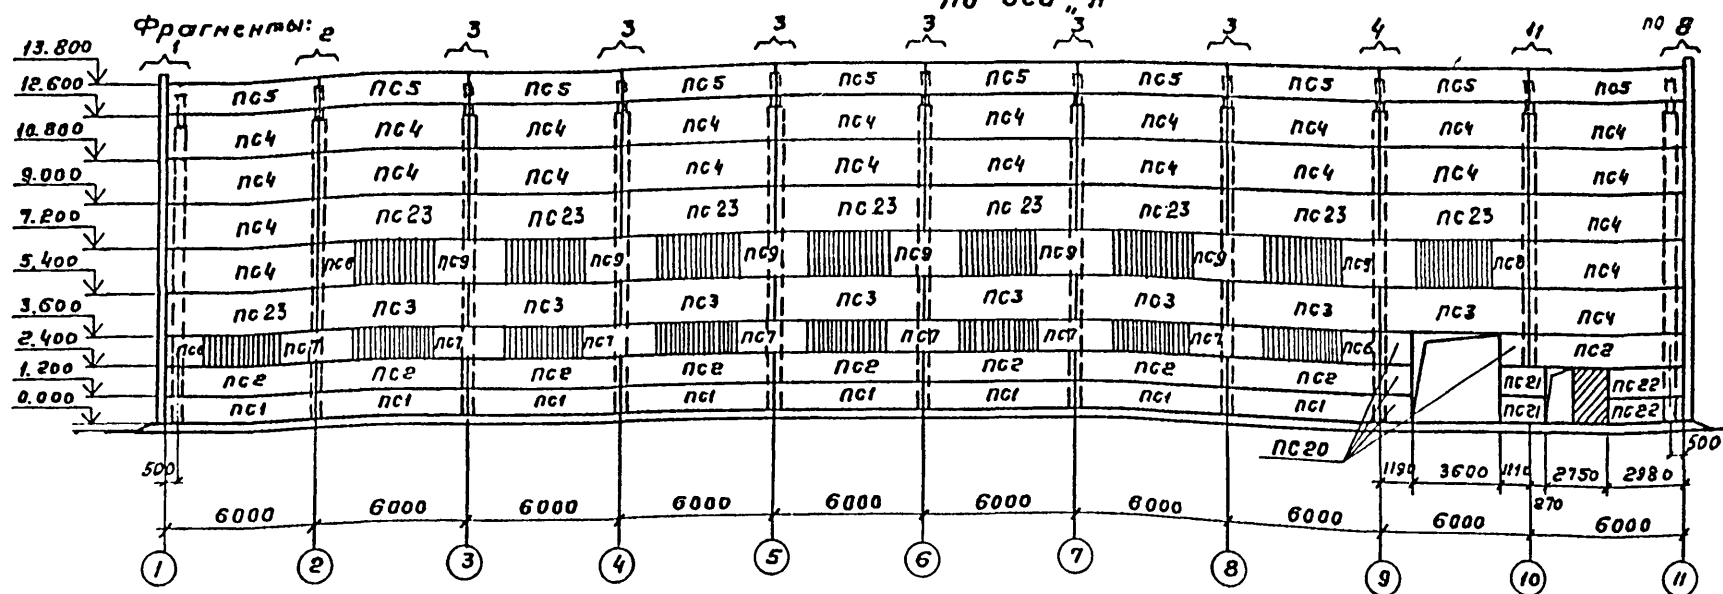 по оси „А"
Фрагменты:
1 2 3 3 3 3 3 3 4 11 по 8
13.800
12.600
10.800
9.000
7.200
5.400
3.600
2.400
1.200
0.000
пс5 пс5 пс5 пс5 пс5 пс5 пс5 пс5 пс5 пс5
пс4 пс4 пс4 пс4 пс4 пс4 пс4 пс4 пс4 пс4
пс4 пс4 пс4 пс4 пс4 пс4 пс4 пс4 пс4 пс4
пс4 пс23 пс23 пс23 пс23 пс23 пс23 пс23 пс23 пс4
пс4 пс8 пс9 пс9 пс9 пс9 пс9 пс9 пс9 пс8 пс4
пс23 пс3 пс3 пс3 пс3 пс3 пс3 пс3 пс3 пс4
пс6 пс7 пс7 пс7 пс7 пс7 пс7 пс7 пс6 пс2
пс2 пс2 пс2 пс2 пс2 пс2 пс2 пс2 пс21 пс22
пс1 пс1 пс1 пс1 пс1 пс1 пс1 пс1 пс21 пс22
ПС20
500 1190 3600 1210 870 2750 2980 500
6000 6000 6000 6000 6000 6000 6000 6000 6000 6000
1 2 3 4 5 6 7 8 9 10 11